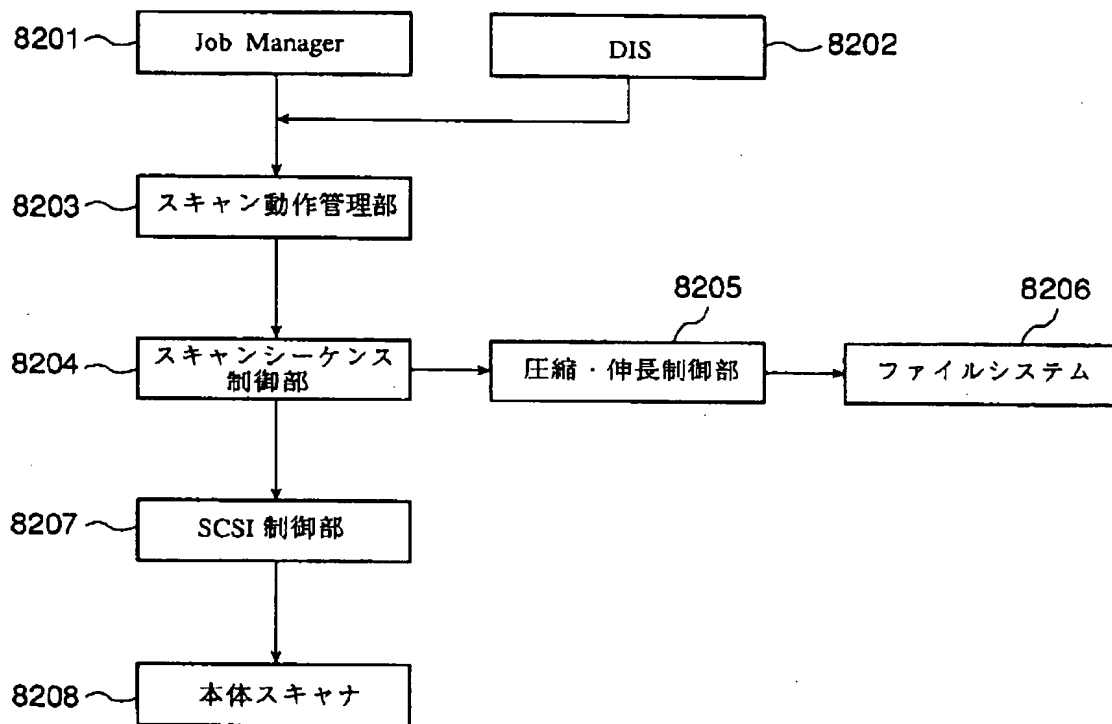 8201
Job Manager
DIS
8202
8203
スキャン動作管理部
8204
スキャンシーケンス
制御部
8205
圧縮・伸長制御部
8206
ファイルシステム
8207
SCSI 制御部
8208
本体スキャナ